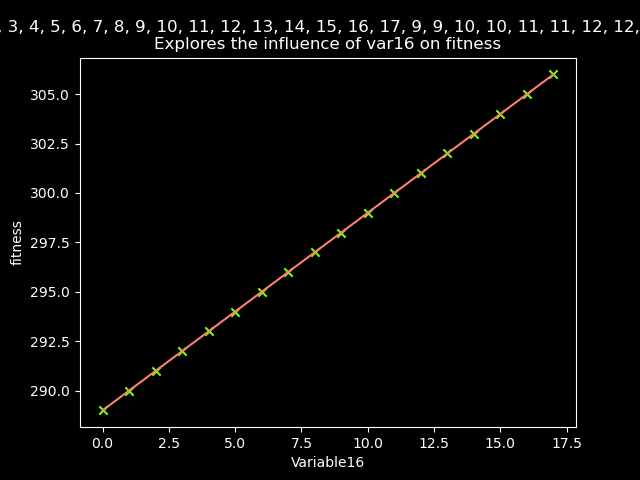 , 3, 4, 5, 6, 7, 8, 9, 10, 11, 12, 13, 14, 15, 16, 17, 9, 9, 10, 10, 11, 11, 12, 12,
Explores the influence of var16 on fitness
305.0
302.5
300.0
297.5
295.0
292.5
290.0
fitness
0.0 2.5 5.0 7.5 10.0 12.5 15.0 17.5
Variable16